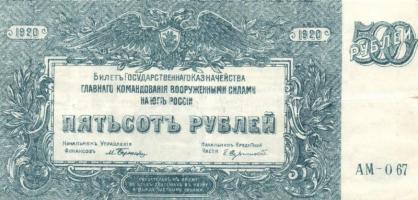 1920
1920
500
РУБЛЕЙ
БИЛЕТЪ ГОСУДАРСТВЕННАГО КАЗНАЧЕЙСТВА
ГЛАВНАГО КОМАНДОВАНІЯ ВООРУЖЕННЫМИ СИЛАМИ
НА ЮГѢ РОССІИ
ПЯТЬСОТЪ РУБЛЕЙ
НАЧАЛЬНИКЪ УПРАВЛЕНІЯ
ФИНАНСОВЪ
НАЧАЛЬНИКЪ КРЕДИТНОЙ
ЧАСТИ
АМ-067